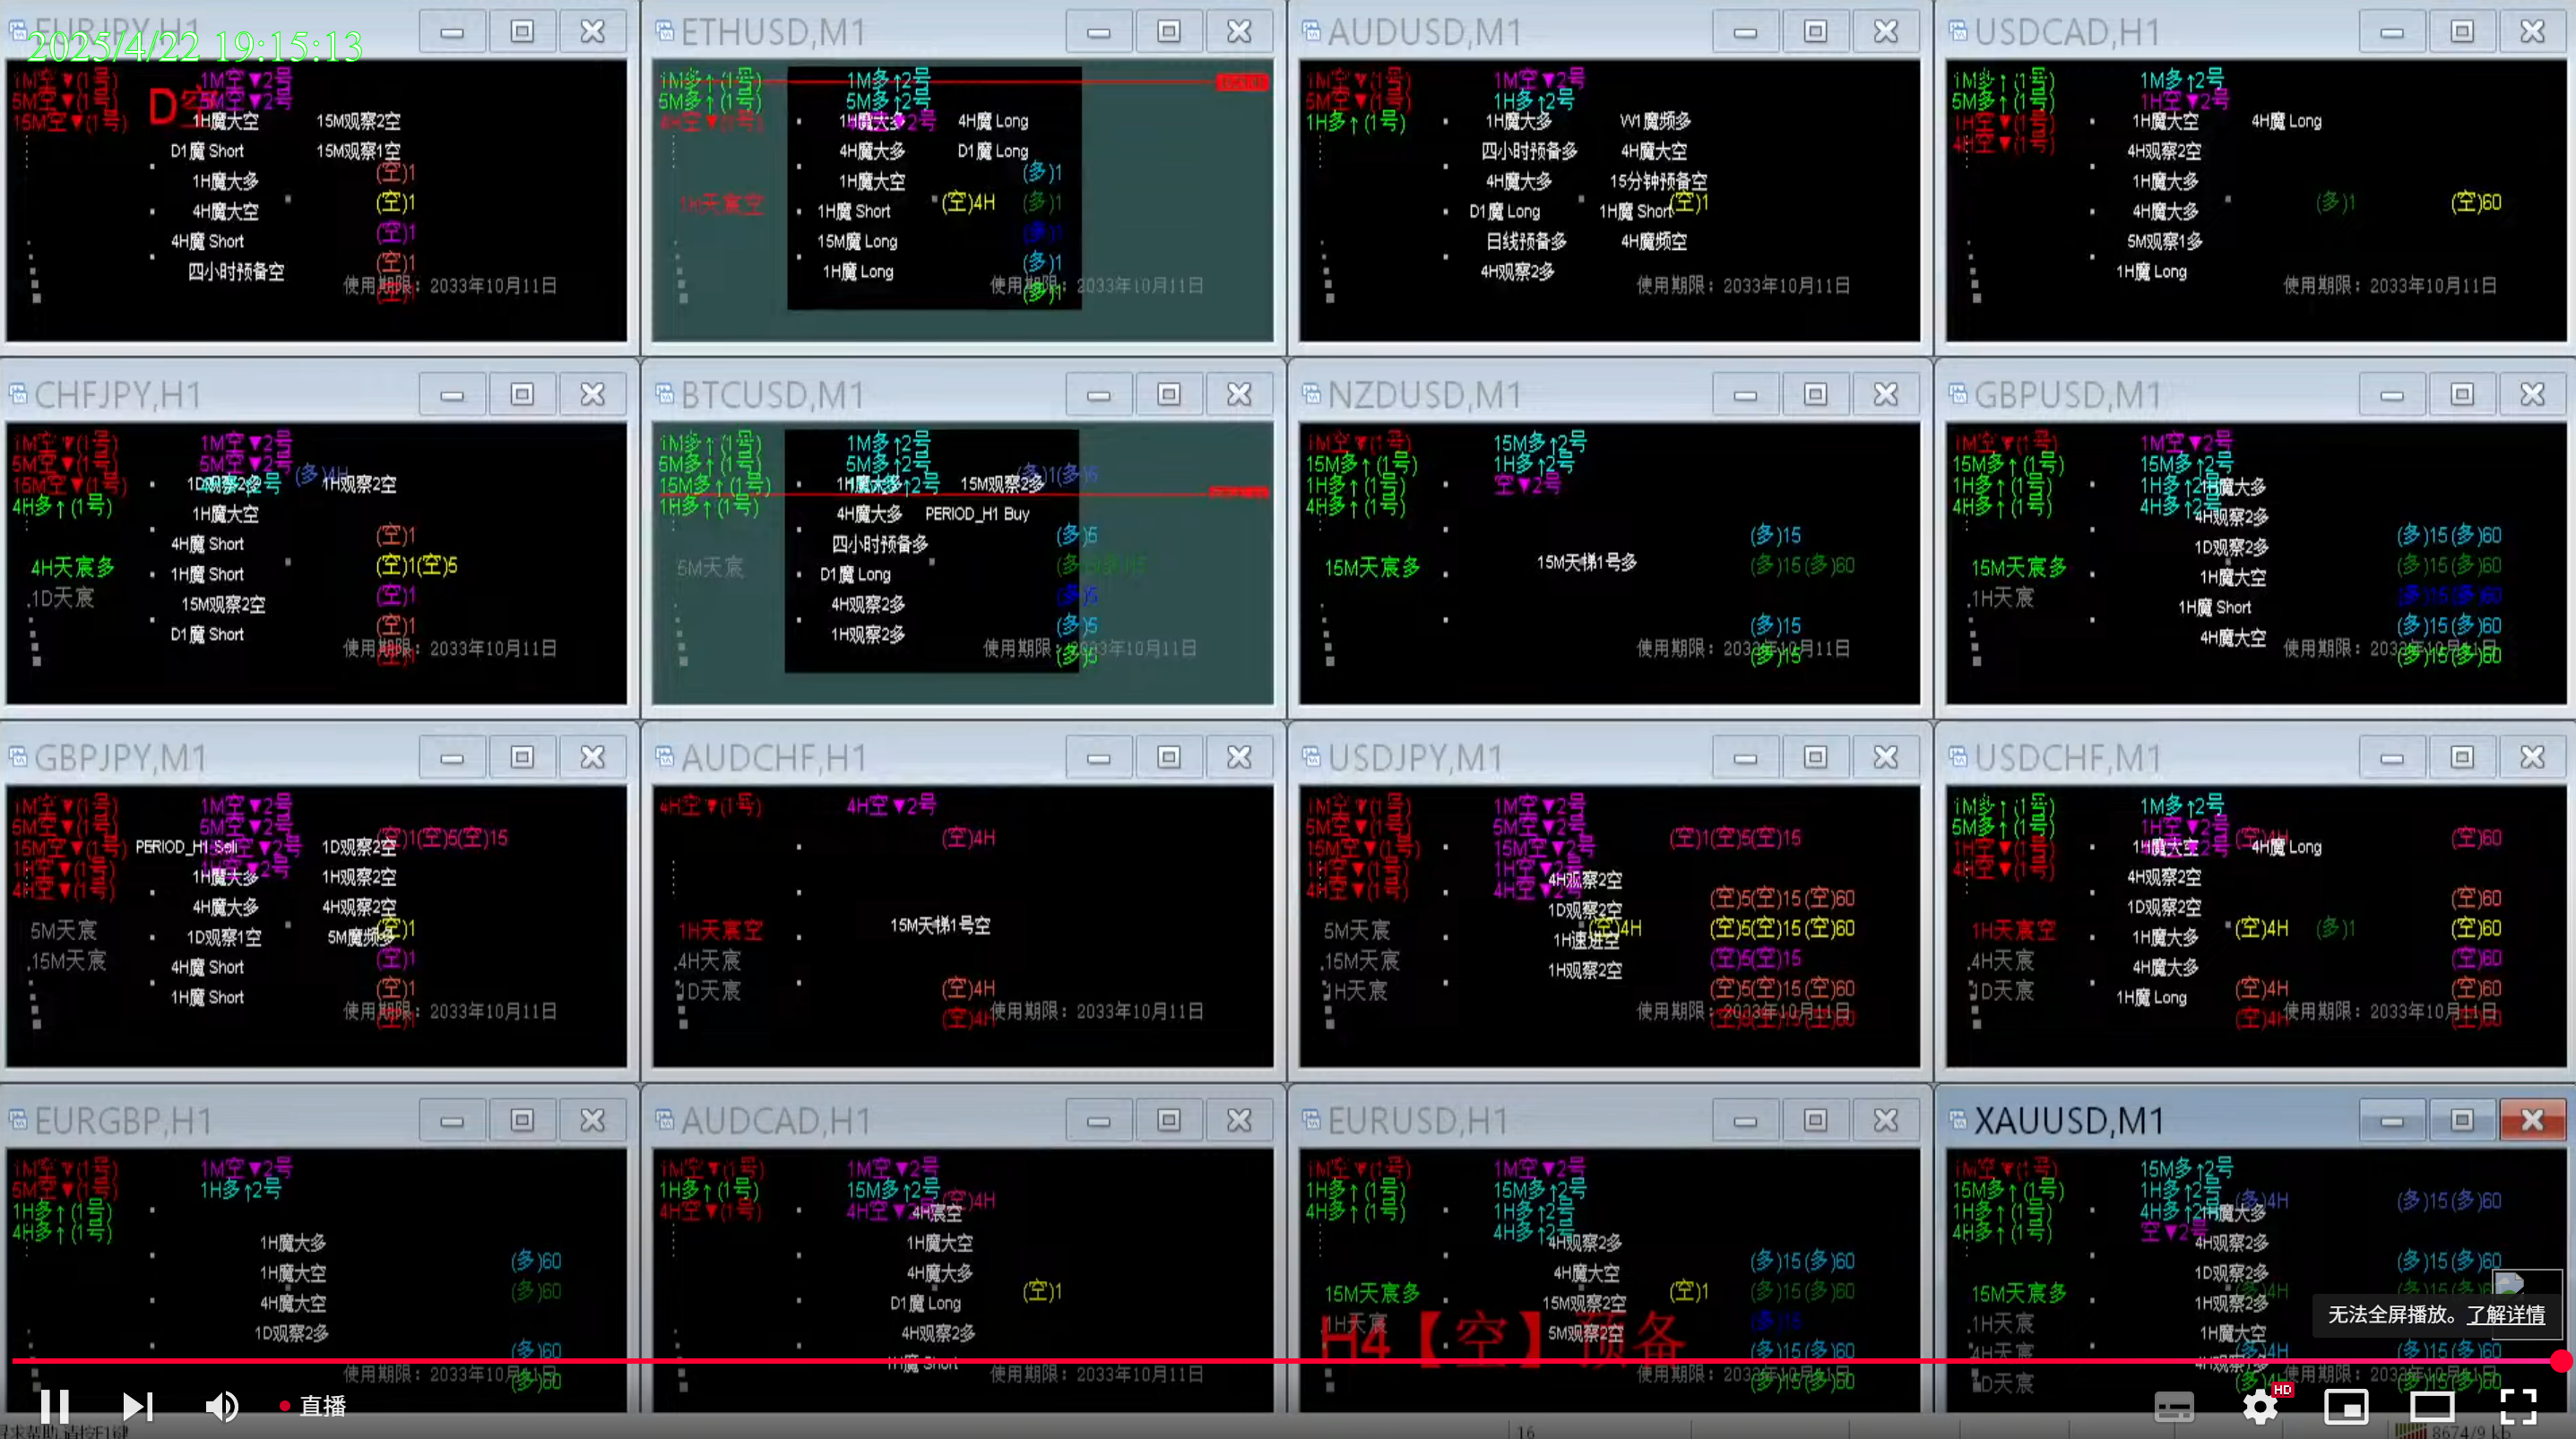 EURJPY,H1
2025/4/22 19:15:13
1M空▼(1号)
5M空▼(1号)
15M空▼(1号)
1M空▼2号
5M空▼2号
1H魔大空
15M观察2空
D1魔 Short
15M观察1空
(空)1
1H魔大多
(空)1
4H魔大空
(空)1
4H魔 Short
(空)1
四小时预备空
使用期限：2033年10月11日
ETHUSD,M1
1M多↑(1号)
5M多↑(1号)
4H空▼(1号)
1M多↑2号
5M多↑2号
4H魔 Long
4H魔大多
D1魔 Long
(多)1
1H魔大空
1H天宸空
(空)4H
(多)1
1H魔 Short
(多)1
15M魔 Long
(多)1
1H魔 Long
(多)1
使用期限：2033年10月11日
AUDUSD,M1
1M空▼(1号)
5M空▼(1号)
1H多↑(1号)
1M空▼2号
1H多↑2号
1H魔大多
W1魔频多
四小时预备多
4H魔大空
4H魔大多
15分钟预备空
D1魔 Long
1H魔 Short
(空)1
日线预备多
4H魔频空
4H观察2多
使用期限：2033年10月11日
USDCAD,H1
1M多↑(1号)
5M多↑(1号)
1H空▼(1号)
4H空▼(1号)
1M多↑2号
1H空▼2号
1H魔大空
4H魔 Long
4H观察2空
1H魔大多
4H魔大多
(多)1
(空)60
5M观察1多
1H魔 Long
使用期限：2033年10月11日
CHFJPY,H1
1M空▼(1号)
5M空▼(1号)
15M空▼(1号)
4H多↑(1号)
1M空▼2号
5M空▼2号
(多)4H
1H观察2空
1H魔大空
4H魔 Short
(空)1
4H天宸多
1H魔 Short
(空)1(空)5
.1D天宸
15M观察2空
(空)1
D1魔 Short
(空)1
使用期限：2033年10月11日
BTCUSD,M1
1M多↑(1号)
5M多↑(1号)
15M多↑(1号)
1H多↑(1号)
1M多↑2号
5M多↑2号
15M观察2多
4H魔大多
PERIOD_H1 Buy
四小时预备多
(多)5
5M天宸
D1魔 Long
4H观察2多
(多)5
1H观察2多
(多)5
(多)5
使用期限：2033年10月11日
NZDUSD,M1
1M空▼(1号)
15M多↑(1号)
1H多↑(1号)
4H多↑(1号)
15M多↑2号
1H多↑2号
空▼2号
(多)15
15M天宸多
15M天梯1号多
(多)15(多)60
(多)15
(多)15
使用期限：2033年10月11日
GBPUSD,M1
1M空▼(1号)
15M多↑(1号)
1H多↑(1号)
4H多↑(1号)
1M空▼2号
15M多↑2号
1H多↑2号
4H多↑2号
1H魔大多
4H观察2多
1D观察2多
(多)15(多)60
15M天宸多
1H魔大空
(多)15(多)60
.1H天宸
1H魔 Short
(多)15(多)60
4H魔大空
(多)15(多)60
(多)15(多)60
使用期限：2033年10月11日
GBPJPY,M1
1M空▼(1号)
5M空▼(1号)
15M空▼(1号)
1H空▼(1号)
4H空▼(1号)
1M空▼2号
5M空▼2号
15M空▼2号
1H空▼2号
PERIOD_H1 Sell
(空)1(空)5(空)15
1D观察2空
1H魔大多
1H观察2空
4H魔大多
4H观察2空
5M天宸
1D观察1空
5M魔频多
(空)1
.15M天宸
4H魔 Short
(空)1
1H魔 Short
(空)1
使用期限：2033年10月11日
AUDCHF,H1
4H空▼(1号)
4H空▼2号
(空)4H
1H天宸空
15M天梯1号空
.4H天宸
1D天宸
(空)4H
(空)4H
使用期限：2033年10月11日
USDJPY,M1
1M空▼(1号)
5M空▼(1号)
15M空▼(1号)
1H空▼(1号)
4H空▼(1号)
1M空▼2号
5M空▼2号
15M空▼2号
1H空▼2号
4H空▼2号
(空)1(空)5(空)15
4H观察2空
1D观察2空
(空)5(空)15(空)60
5M天宸
(空)4H
(空)5(空)15(空)60
1H速进空
.15M天宸
(空)5(空)15
1H观察2空
1H天宸
(空)5(空)15(空)60
使用期限：2033年10月11日
USDCHF,M1
1M多↑(1号)
5M多↑(1号)
1H空▼(1号)
4H空▼(1号)
1M多↑2号
1H空▼2号
(空)4H
(空)60
1H魔大空
4H魔 Long
4H观察2空
1D观察2空
(空)60
1H天宸空
1H魔大多
(空)4H
(多)1
(空)60
.4H天宸
4H魔大多
(空)60
1D天宸
1H魔 Long
(空)4H
(空)60
(空)4H
使用期限：2033年10月11日
EURGBP,H1
1M空▼(1号)
5M空▼(1号)
1H多↑(1号)
4H多↑(1号)
1M空▼2号
1H多↑2号
1H魔大多
(多)60
1H魔大空
(多)60
4H魔大空
1D观察2多
(多)60
(多)60
使用期限：2033年10月11日
AUDCAD,H1
1M空▼(1号)
1H多↑(1号)
4H空▼(1号)
1M空▼2号
15M多↑2号
4H空▼2号
(空)4H
4H宸空
1H魔大空
4H魔大多
D1魔 Long
(空)1
4H观察2多
1H魔 Short
使用期限：2033年10月11日
EURUSD,H1
1M空▼(1号)
1H多↑(1号)
4H多↑(1号)
1M空▼2号
15M多↑2号
1H多↑2号
4H多↑2号
4H观察2多
(多)15(多)60
4H魔大空
15M天宸多
15M观察2空
(空)1
(多)15(多)60
.1H天宸
5M观察2空
(多)15
H4【空】预备
(多)15(多)60
(多)15(多)60
使用期限：2033年10月11日
XAUUSD,M1
1M空▼(1号)
15M多↑(1号)
1H多↑(1号)
4H多↑(1号)
15M多↑2号
1H多↑2号
4H多↑2号
空▼2号
(多)4H
(多)15(多)60
1H魔大多
4H观察2多
(多)15(多)60
1D观察2多
15M天宸多
1H观察2多
.1H天宸
1H魔大空
.4H天宸
(多)15(多)60
1D天宸
使用期限：2033年10月11日
无法全屏播放。了解详情
直播
HD
16